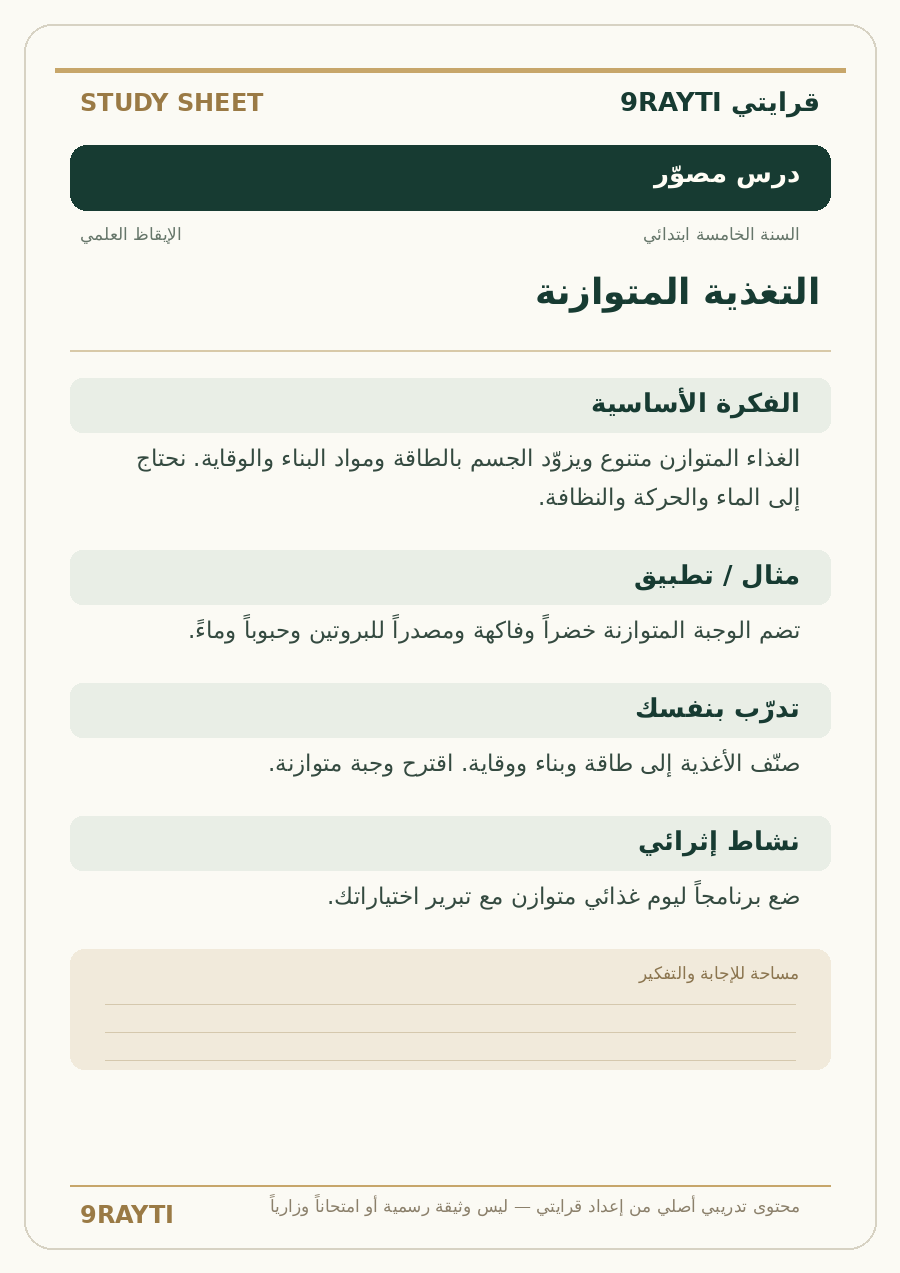 قرايتي 9RAYTI
STUDY SHEET
درس مصوّر
السنة الخامسة ابتدائي
الإيقاظ العلمي
التغذية المتوازنة
الفكرة الأساسية
الغذاء المتوازن متنوع ويزوّد الجسم بالطاقة ومواد البناء والوقاية. نحتاج
إلى الماء والحركة والنظافة.
مثال / تطبيق
تضم الوجبة المتوازنة خضراً وفاكهة ومصدراً للبروتين وحبوباً وماءً.
تدرّب بنفسك
صنّف الأغذية إلى طاقة وبناء ووقاية. اقترح وجبة متوازنة.
نشاط إثرائي
ضع برنامجاً ليوم غذائي متوازن مع تبرير اختياراتك.
مساحة للإجابة والتفكير
محتوى تدريبي أصلي من إعداد قرايتي — ليس وثيقة رسمية أو امتحاناً وزارياً
9RAYTI